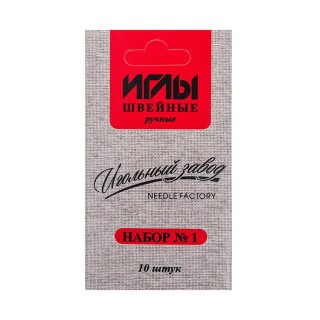 ИГЛЫ
ШВЕЙНЫЕ
ручные
Игольный завод
NEEDLE FACTORY
НАБОР № 1
10 штук